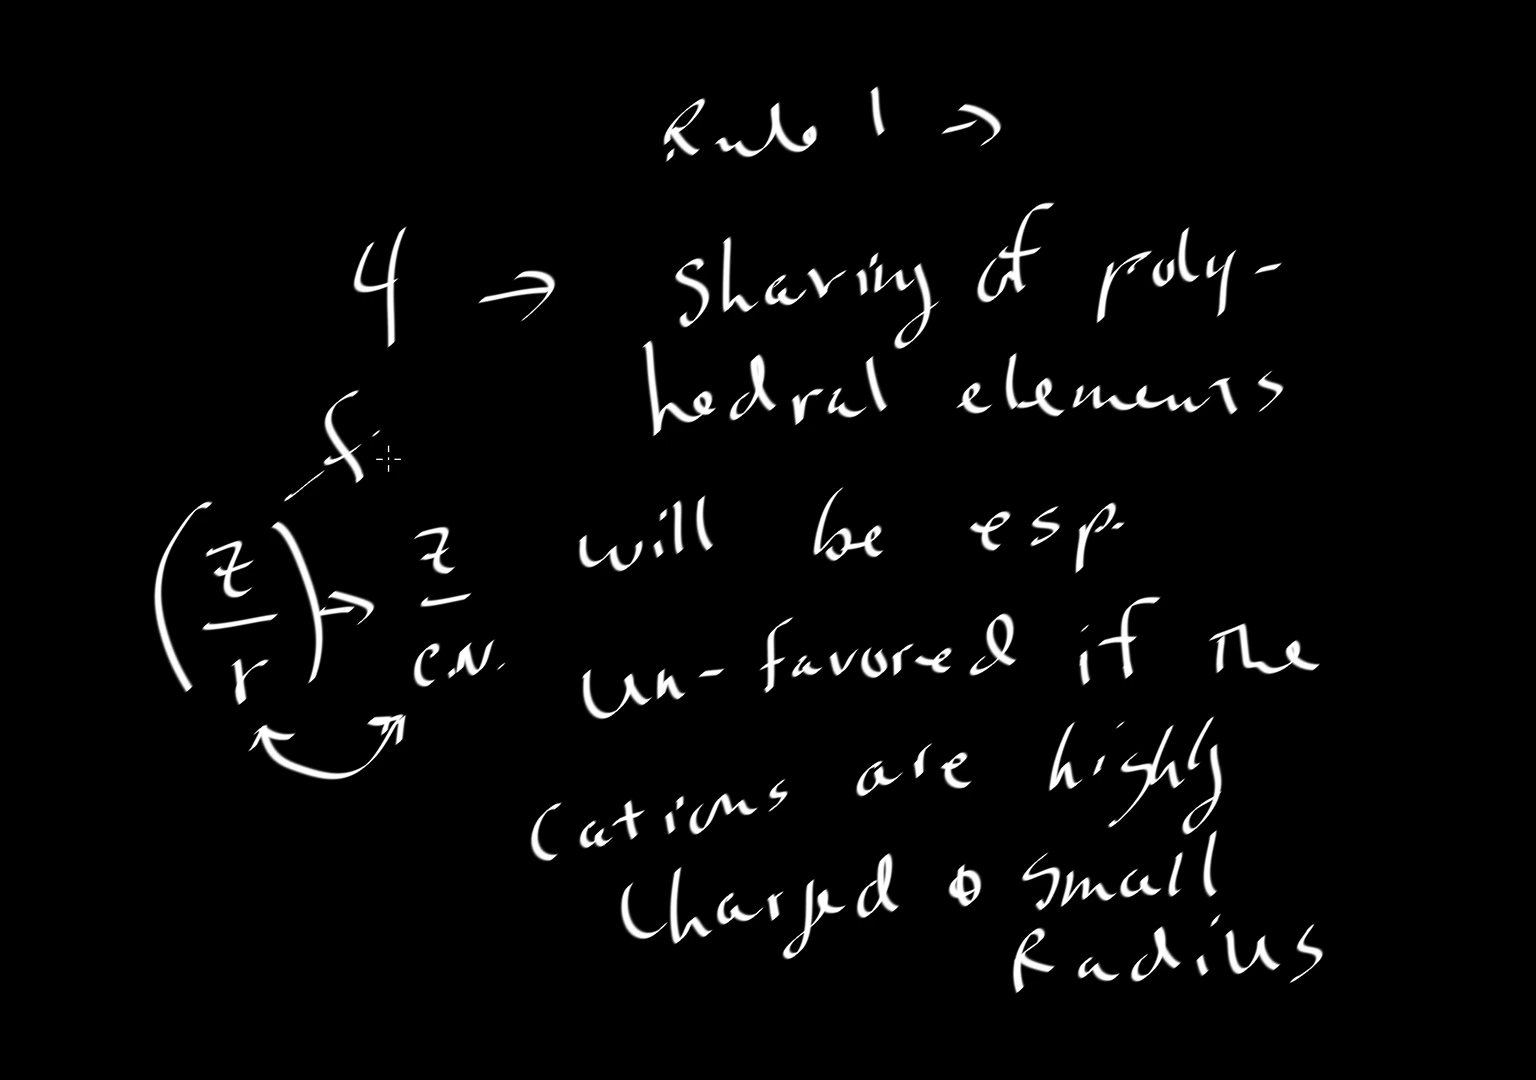 Rule 1 →
4 → Sharing of poly-
hedral elements
f
(z/r) → z/C.N. will be esp.
un-favored if the
cations are highly
charged & small
Radius